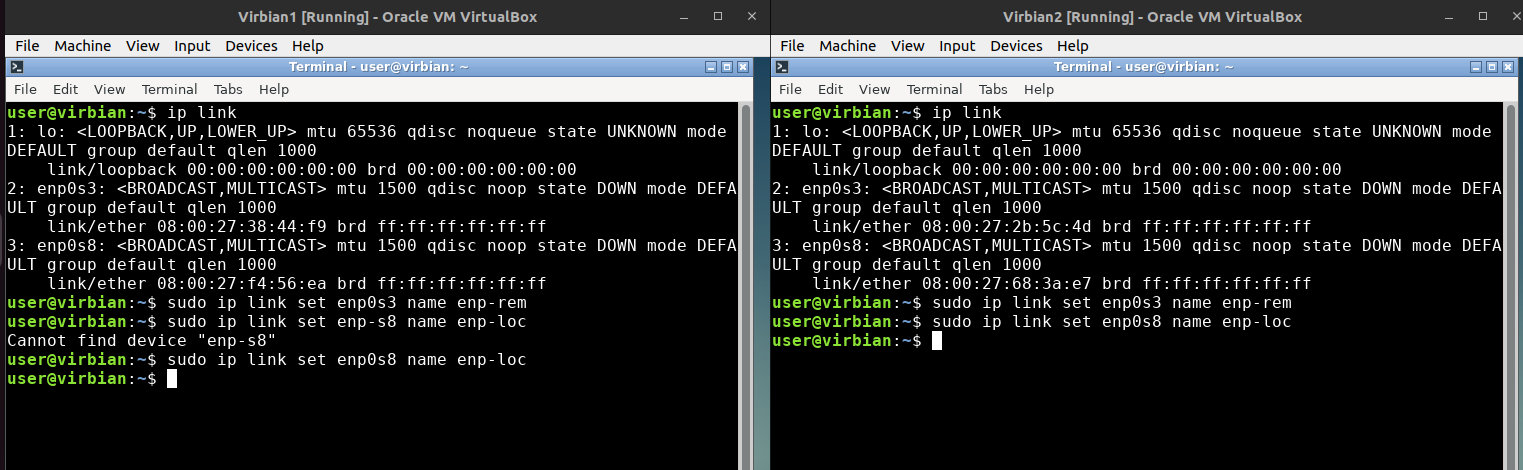 Virbian1 [Running] - Oracle VM VirtualBox
File Machine View Input Devices Help
Terminal - user@virbian: ~
File Edit View Terminal Tabs Help
user@virbian:~$ ip link
1: lo: <LOOPBACK,UP,LOWER_UP> mtu 65536 qdisc noqueue state UNKNOWN mode
DEFAULT group default qlen 1000
    link/loopback 00:00:00:00:00:00 brd 00:00:00:00:00:00
2: enp0s3: <BROADCAST,MULTICAST> mtu 1500 qdisc noop state DOWN mode DEFA
ULT group default qlen 1000
    link/ether 08:00:27:38:44:f9 brd ff:ff:ff:ff:ff:ff
3: enp0s8: <BROADCAST,MULTICAST> mtu 1500 qdisc noop state DOWN mode DEFA
ULT group default qlen 1000
    link/ether 08:00:27:f4:56:ea brd ff:ff:ff:ff:ff:ff
user@virbian:~$ sudo ip link set enp0s3 name enp-rem
user@virbian:~$ sudo ip link set enp-s8 name enp-loc
Cannot find device "enp-s8"
user@virbian:~$ sudo ip link set enp0s8 name enp-loc
user@virbian:~$
Virbian2 [Running] - Oracle VM VirtualBox
File Machine View Input Devices Help
Terminal - user@virbian: ~
File Edit View Terminal Tabs Help
user@virbian:~$ ip link
1: lo: <LOOPBACK,UP,LOWER_UP> mtu 65536 qdisc noqueue state UNKNOWN mode
DEFAULT group default qlen 1000
    link/loopback 00:00:00:00:00:00 brd 00:00:00:00:00:00
2: enp0s3: <BROADCAST,MULTICAST> mtu 1500 qdisc noop state DOWN mode DEFA
ULT group default qlen 1000
    link/ether 08:00:27:2b:5c:4d brd ff:ff:ff:ff:ff:ff
3: enp0s8: <BROADCAST,MULTICAST> mtu 1500 qdisc noop state DOWN mode DEFA
ULT group default qlen 1000
    link/ether 08:00:27:68:3a:e7 brd ff:ff:ff:ff:ff:ff
user@virbian:~$ sudo ip link set enp0s3 name enp-rem
user@virbian:~$ sudo ip link set enp0s8 name enp-loc
user@virbian:~$